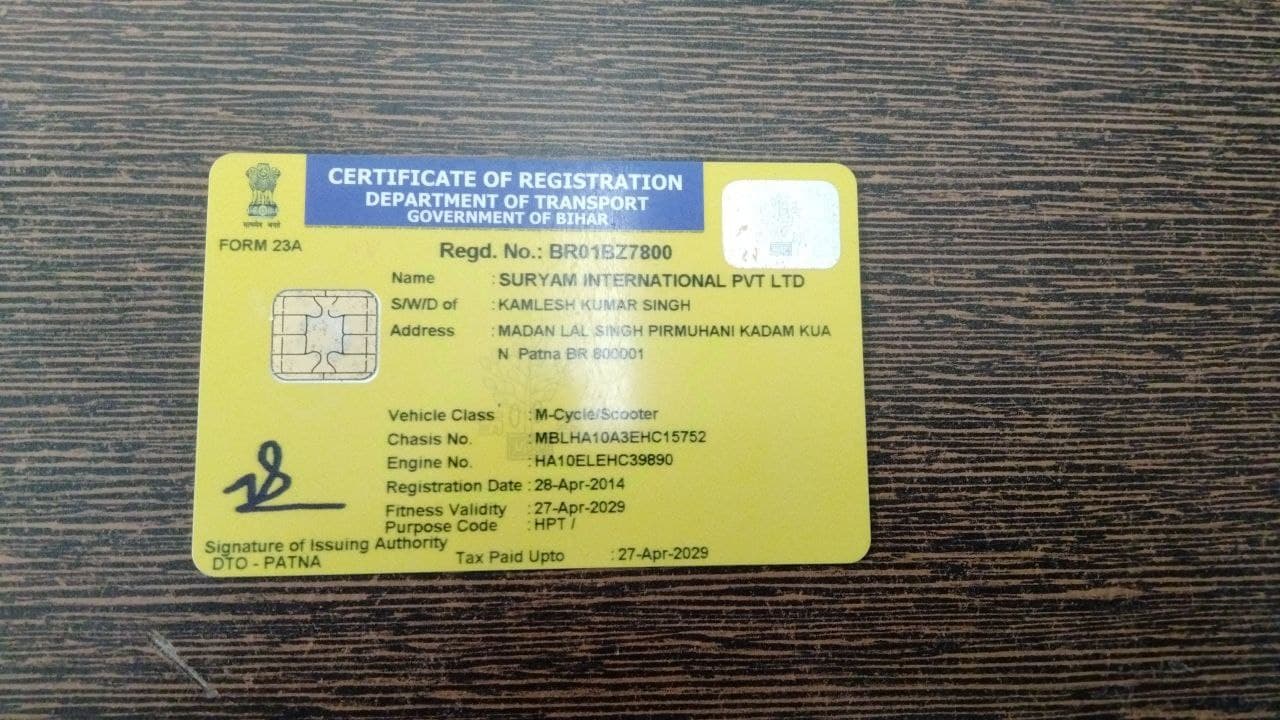 CERTIFICATE OF REGISTRATION
DEPARTMENT OF TRANSPORT
GOVERNMENT OF BIHAR
सत्यमेव जयते
FORM 23A
Regd. No.: BR01BZ7800
Name : SURYAM INTERNATIONAL PVT LTD
S/W/D of : KAMLESH KUMAR SINGH
Address : MADAN LAL SINGH PIRMUHANI KADAM KUA
N Patna BR 800001
Vehicle Class : M-Cycle/Scooter
Chasis No. : MBLHA10A3EHC15752
Engine No. : HA10ELEHC39890
Registration Date : 28-Apr-2014
Fitness Validity : 27-Apr-2029
Purpose Code : HPT /
Signature of Issuing Authority
DTO - PATNA
Tax Paid Upto : 27-Apr-2029